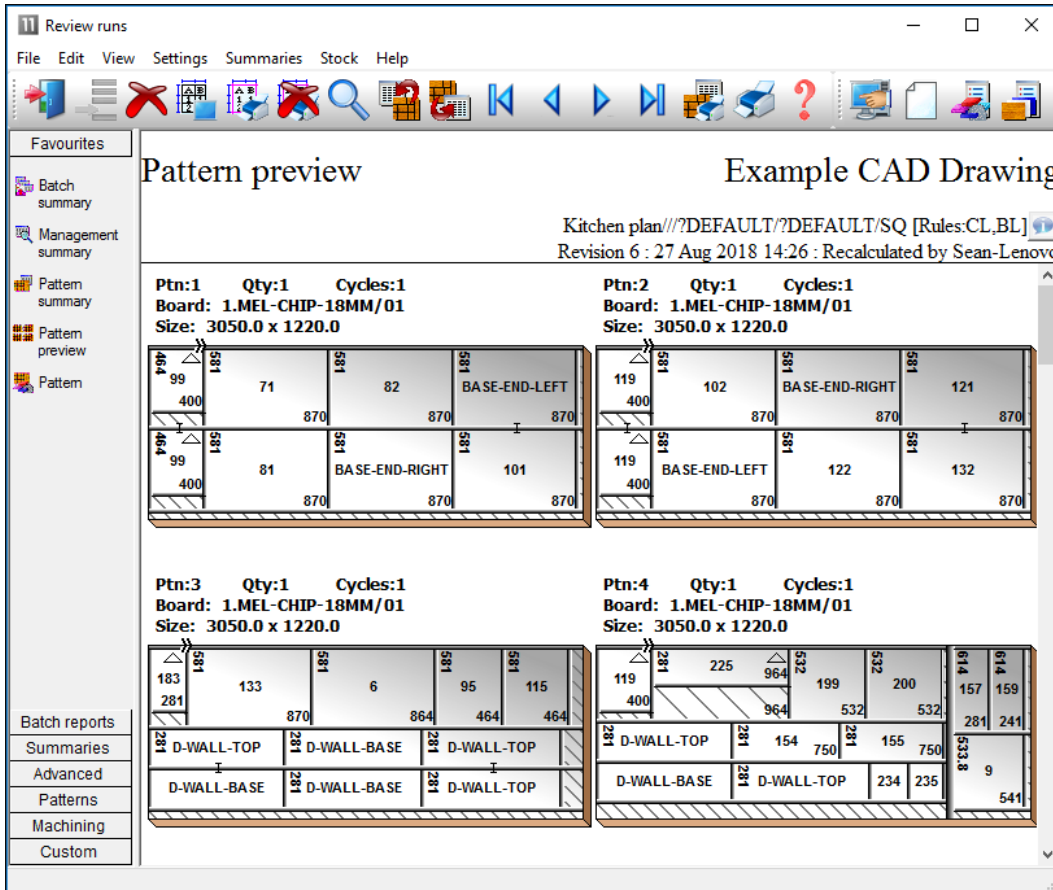 11 Review runs
File Edit View Settings Summaries Stock Help
Favourites
Batch
summary
Management
summary
Pattern
summary
Pattern
preview
Pattern
Batch reports
Summaries
Advanced
Patterns
Machining
Custom
Pattern preview
Example CAD Drawing
Kitchen plan///?DEFAULT/?DEFAULT/SQ [Rules:CL,BL]
Revision 6 : 27 Aug 2018 14:26 : Recalculated by Sean-Lenovo
Ptn:1 Qty:1 Cycles:1
Board: 1.MEL-CHIP-18MM/01
Size: 3050.0 x 1220.0
464 581 581 581
99 71 82 BASE-END-LEFT
400 870 870 870
464 581 581 581
99 81 BASE-END-RIGHT 101
400 870 870 870
Ptn:2 Qty:1 Cycles:1
Board: 1.MEL-CHIP-18MM/01
Size: 3050.0 x 1220.0
581 581 581
119 102 BASE-END-RIGHT 121
400 870 870 870
581 581 581
119 BASE-END-LEFT 122 132
400 870 870 870
Ptn:3 Qty:1 Cycles:1
Board: 1.MEL-CHIP-18MM/01
Size: 3050.0 x 1220.0
581 581 581 581
183 133 6 95 115
281 870 864 464 464
281 D-WALL-TOP 281 D-WALL-BASE 281 D-WALL-TOP
D-WALL-BASE 281 D-WALL-BASE 281 D-WALL-TOP
Ptn:4 Qty:1 Cycles:1
Board: 1.MEL-CHIP-18MM/01
Size: 3050.0 x 1220.0
281 532 532 614 614
119 225 964 199 200 157 159
400 964 532 532 281 241
281 D-WALL-TOP 281 154 750 281 155 750
533.8 9 541
D-WALL-BASE 281 D-WALL-TOP 234 235